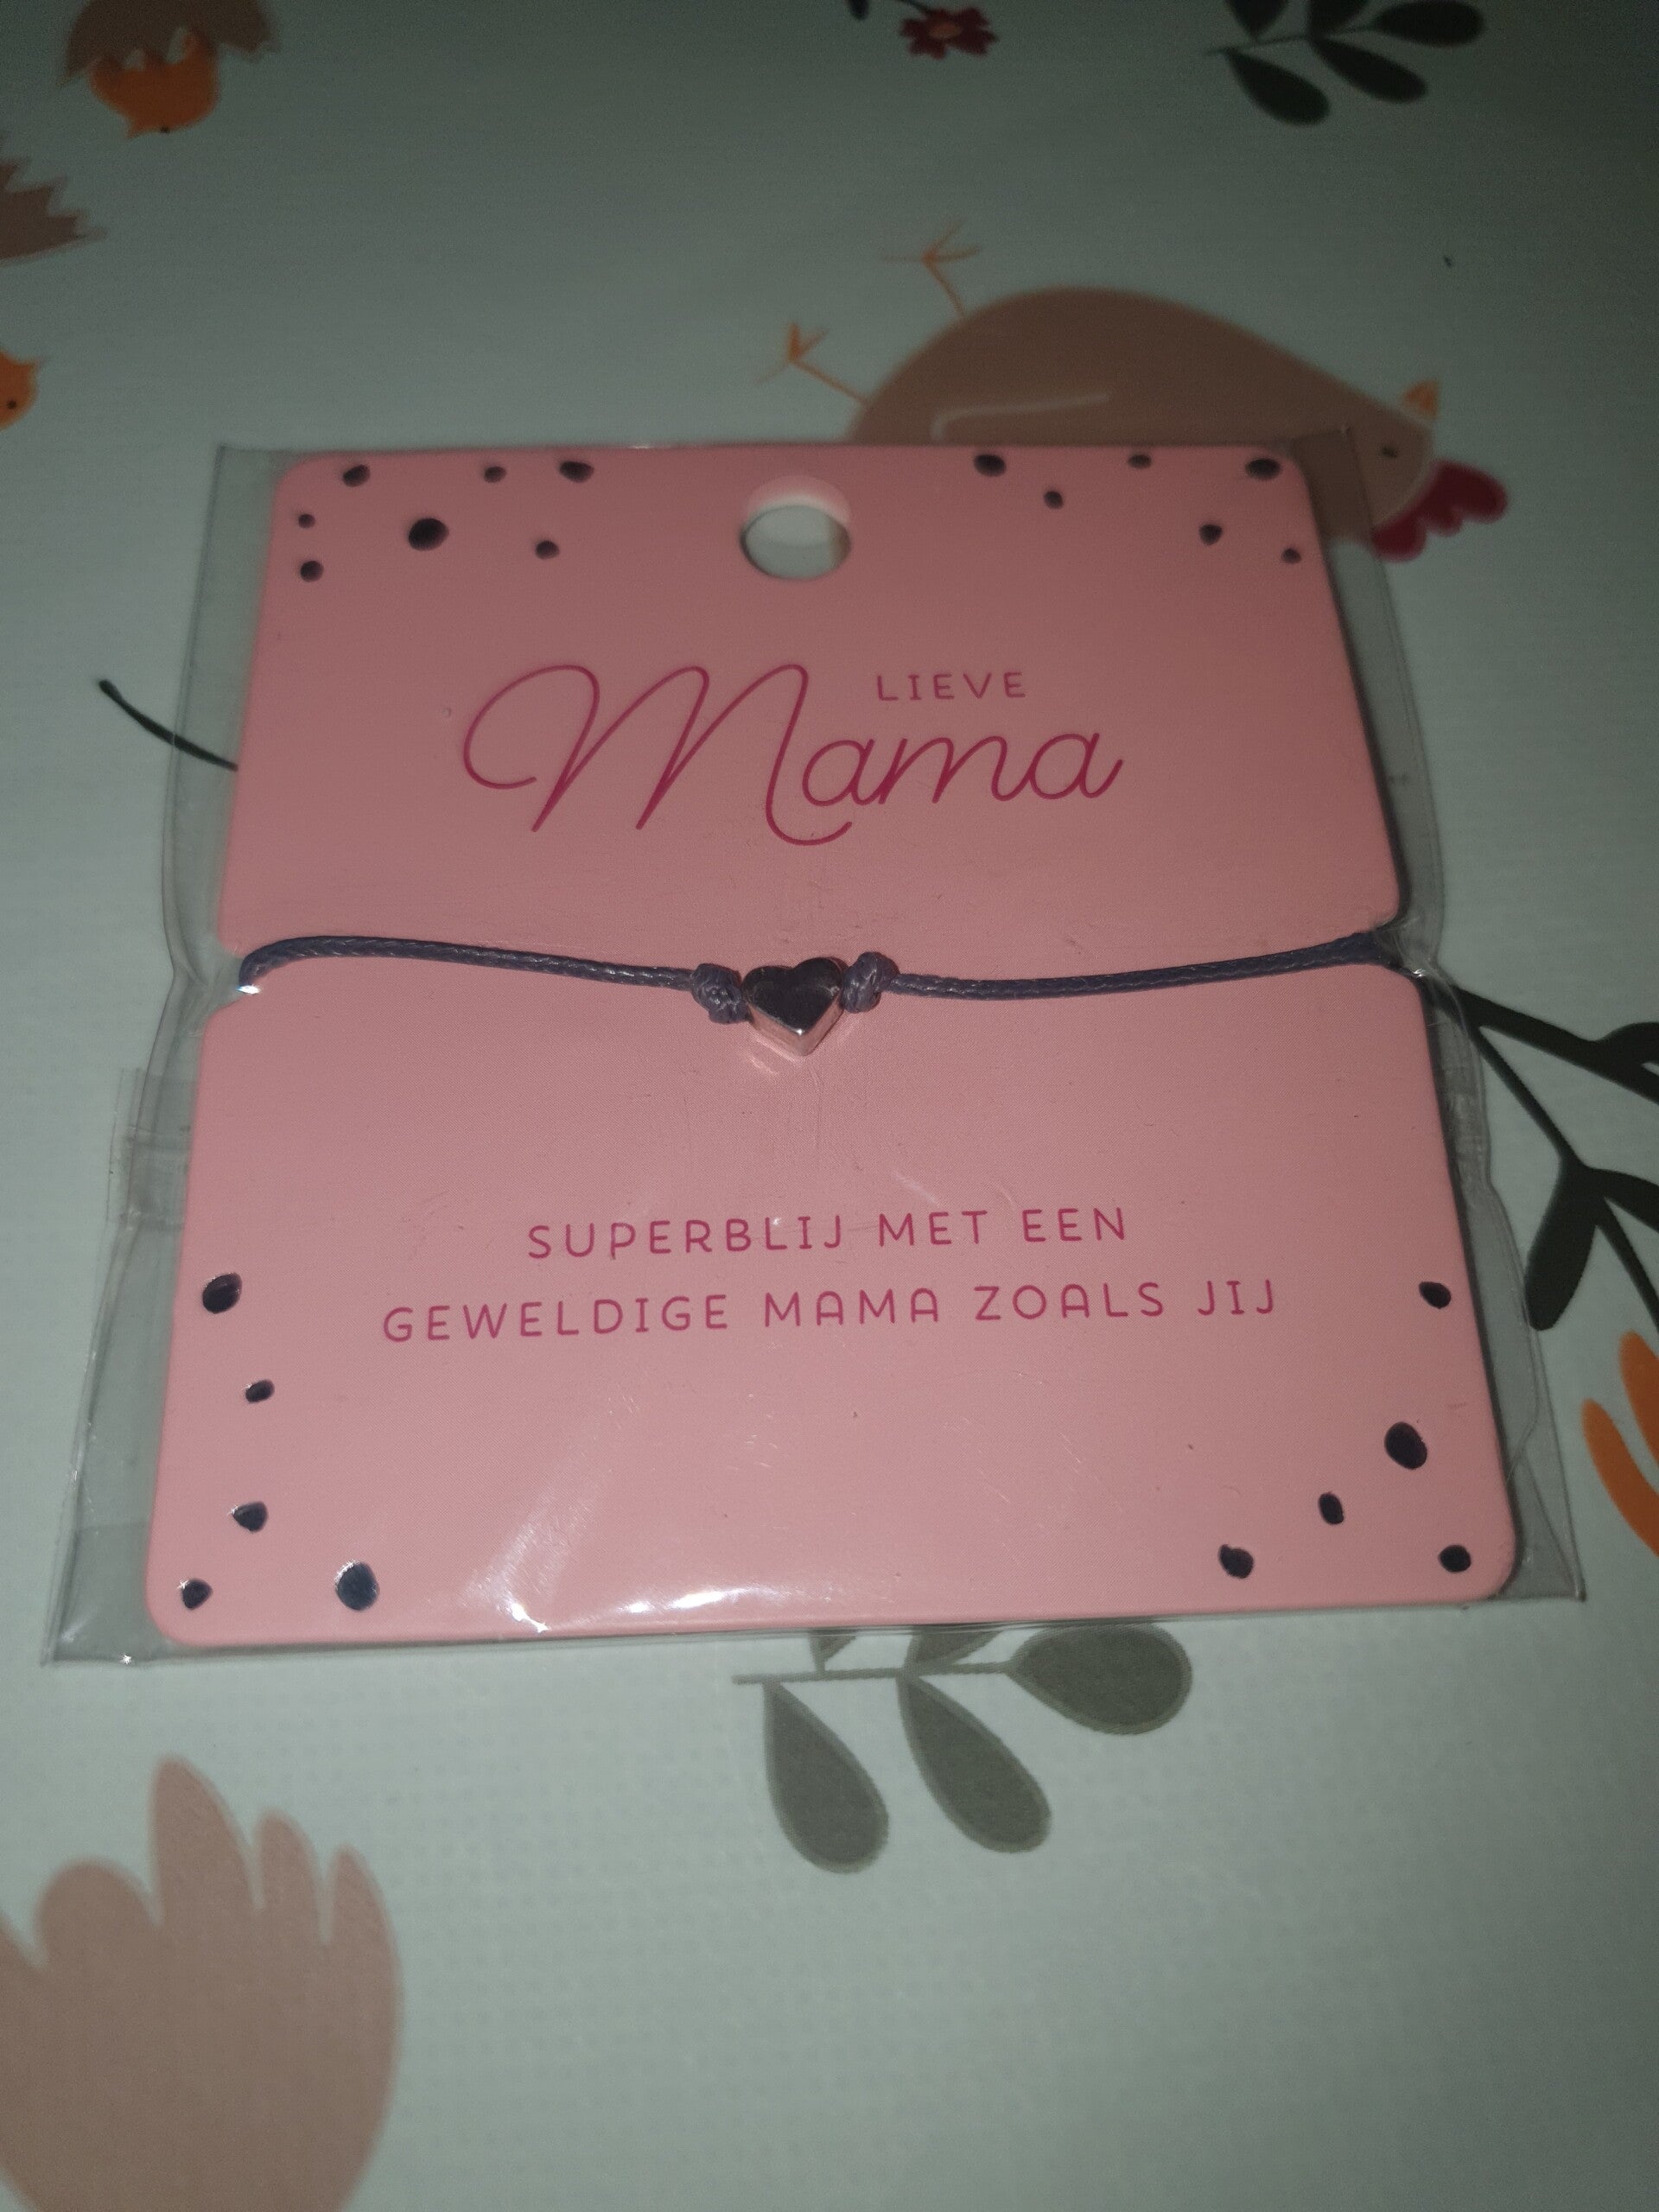 LIEVE
Mama
SUPERBLIJ MET EEN
GEWELDIGE MAMA ZOALS JIJ